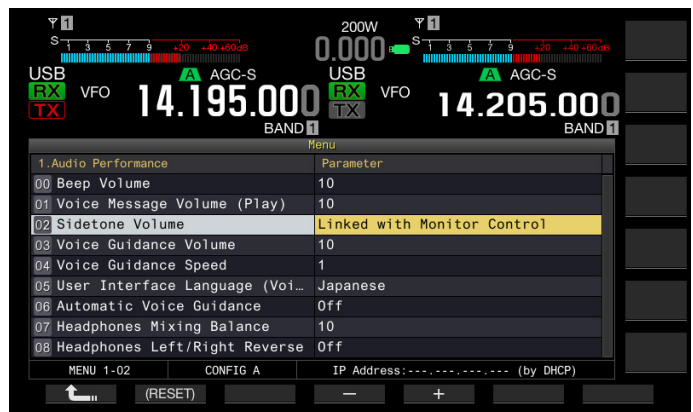 1 200W 1
S 1 3 5 7 9 +20 +40 +60dB 0.000 S 1 3 5 7 9 +20 +40 +60dB
USB A AGC-S USB A AGC-S
RX VFO 14.195.000 RX VFO 14.205.000
TX TX
BAND 1 BAND 1
Menu
1.Audio Performance Parameter
00 Beep Volume 10
01 Voice Message Volume (Play) 10
02 Sidetone Volume Linked with Monitor Control
03 Voice Guidance Volume 10
04 Voice Guidance Speed 1
05 User Interface Language (Voi… Japanese
06 Automatic Voice Guidance Off
07 Headphones Mixing Balance 10
08 Headphones Left/Right Reverse Off
MENU 1-02 CONFIG A IP Address:---.---.---.--- (by DHCP)
(RESET) − +